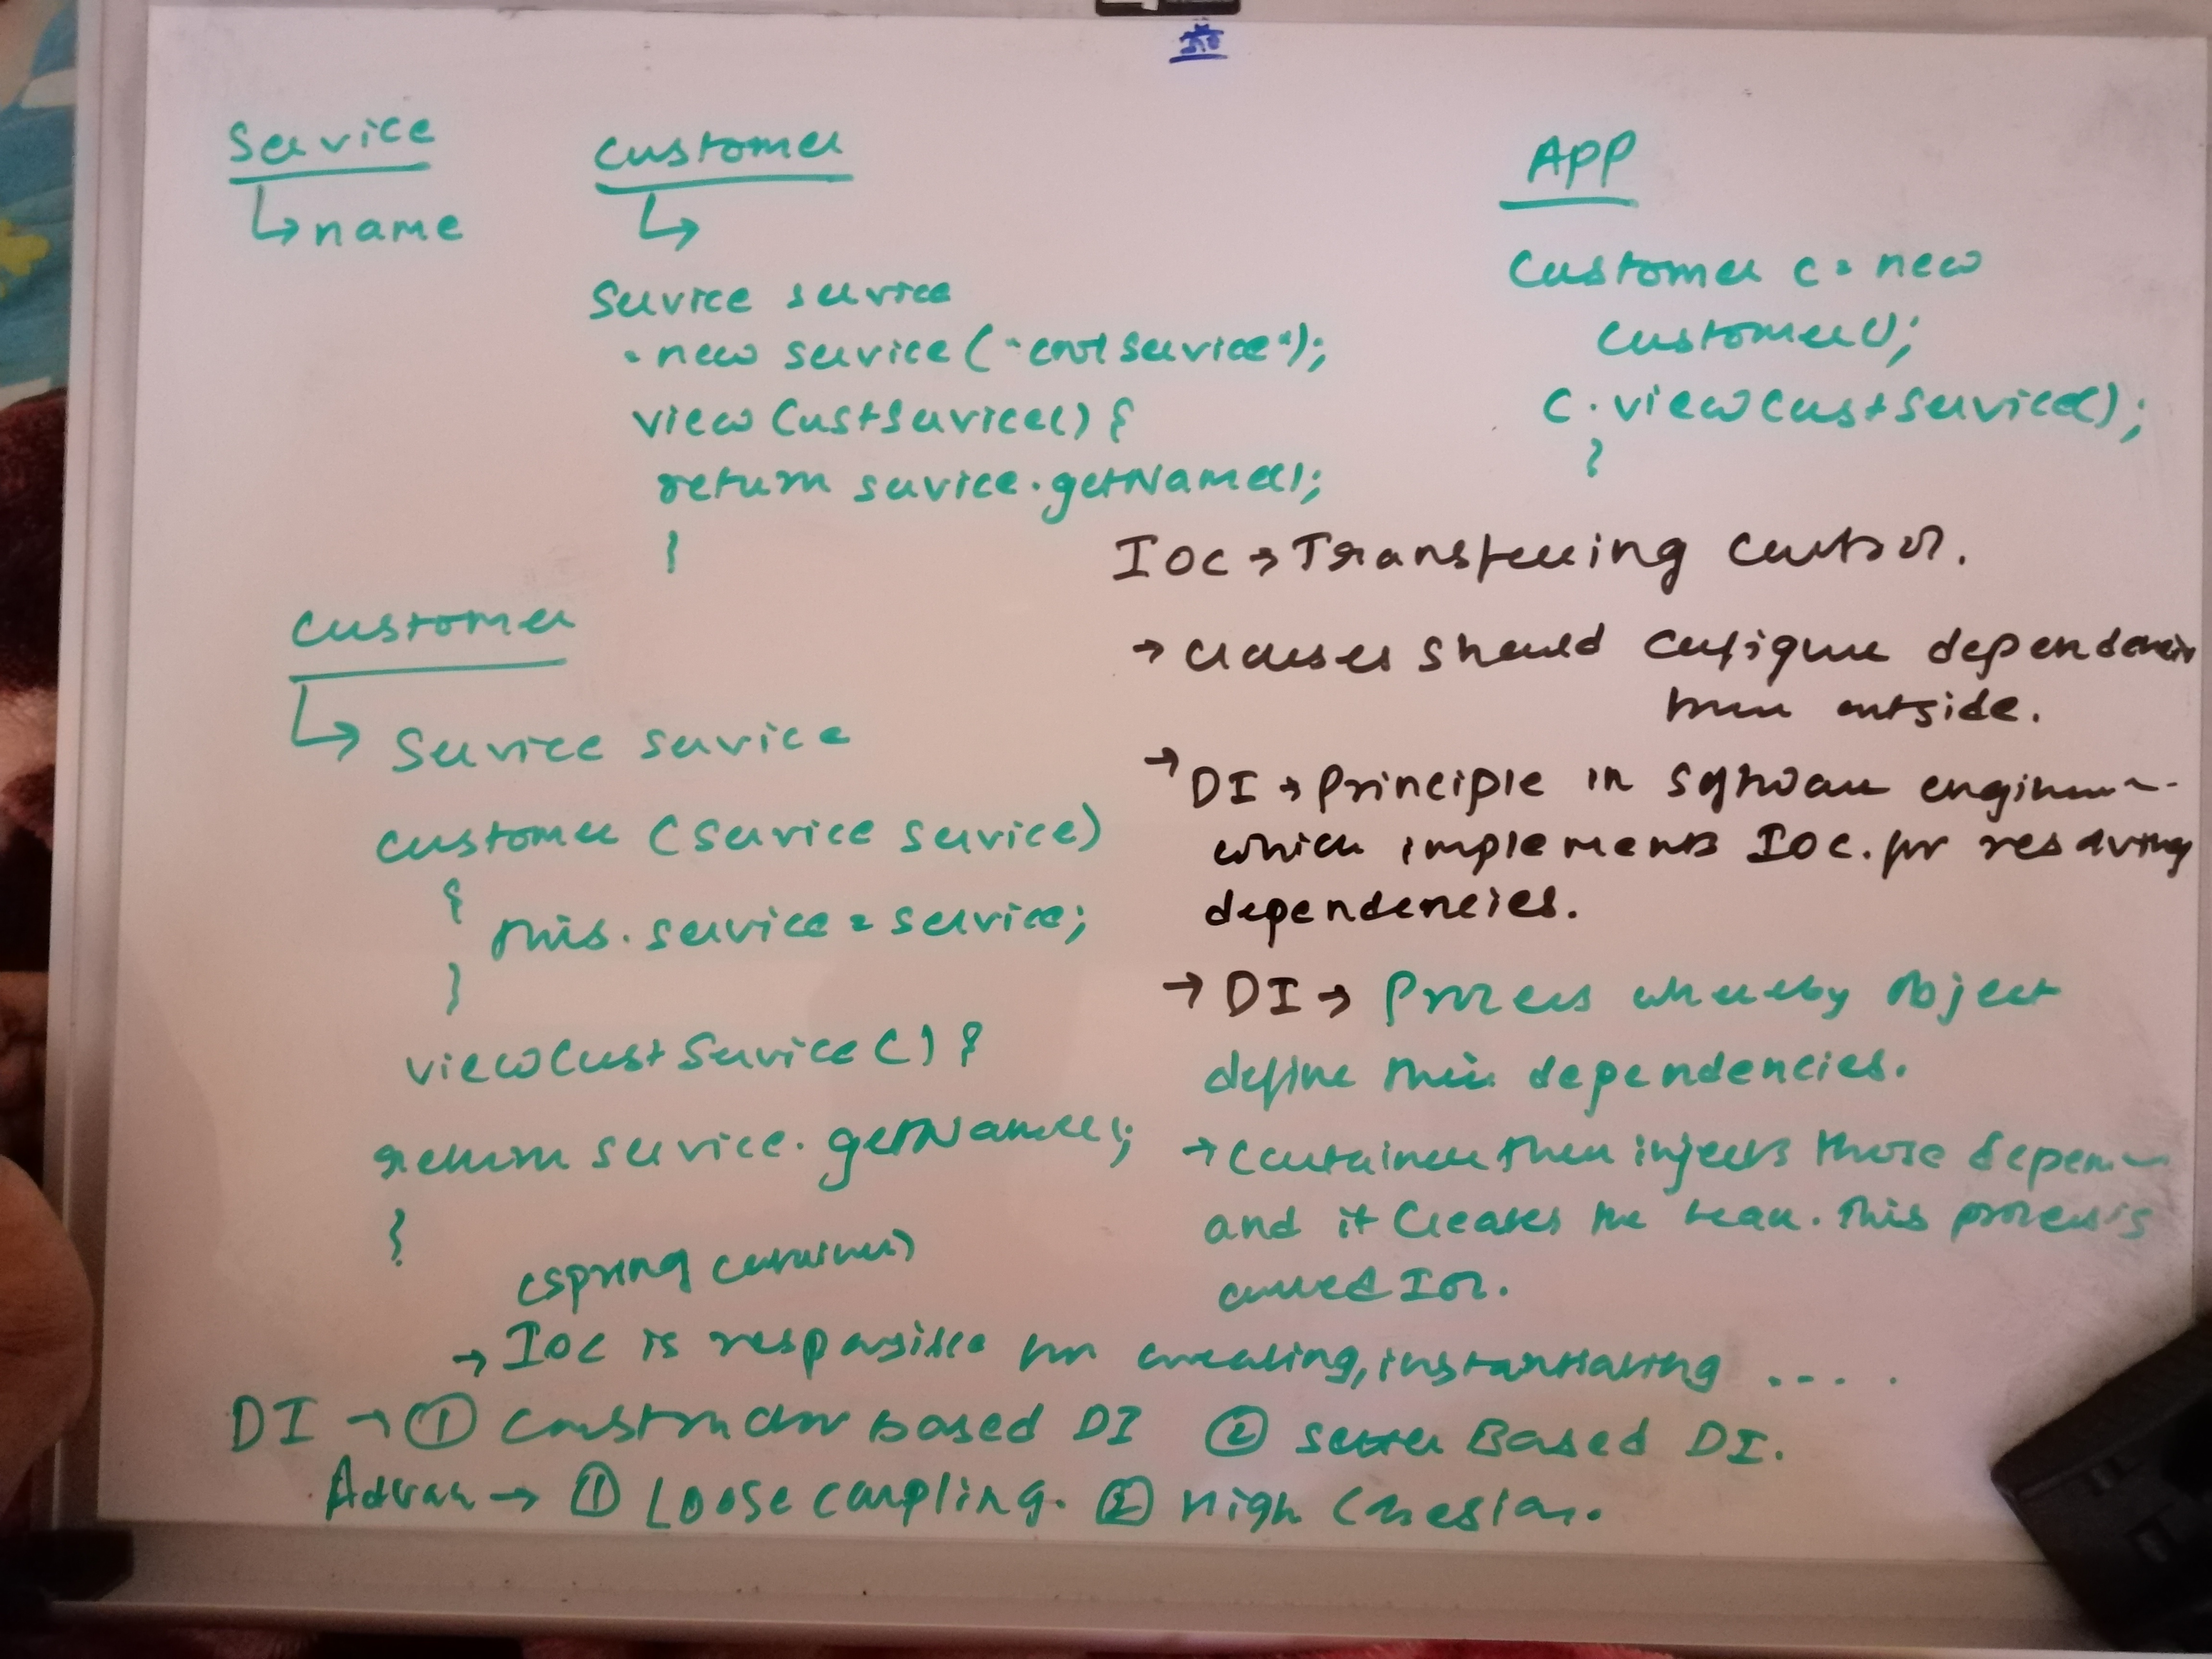 Service
↳ name
Customer
↳
Service service
= new service ("cool service");
view CustService() {
return service.getName();
}
APP
Customer c = new
Customer();
c.viewCustService();
}
IOC → Transferring control.
→ classes should configure dependencies
from outside.
→ DI → principle in software
which implements IOC. for resolving
dependencies.
→ DI → Process whereby object
define their dependencies.
→ Container then injects those
and it creates the bean. This process is
called IOC.
Customer
↳ Service service
customer (Service service)
{
this.service = service;
}
viewCustService() {
return service.getName();
}
(spring container)
→ IOC is responsible for creating, instantiating ....
DI → ① Constructor Based DI ② setter Based DI.
→ ① Loose coupling. ② High Cohesion.